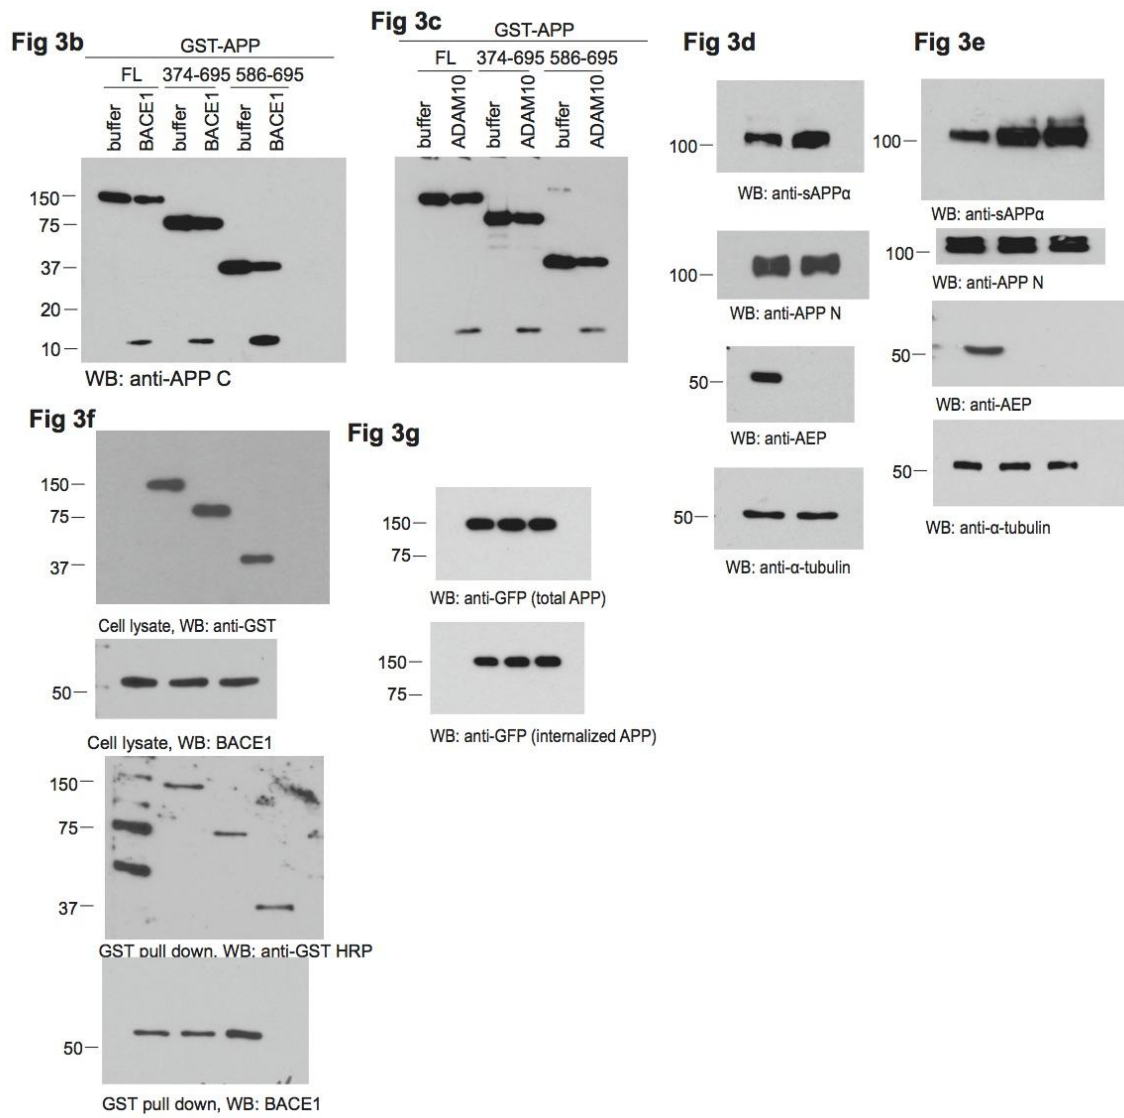 Fig 3b
GST-APP
FL 374-695 586-695
buffer BACE1 buffer BACE1 buffer BACE1
150
75
37
20
10
WB: anti-APP C
Fig 3c
GST-APP
FL 374-695 586-695
buffer ADAM10 buffer ADAM10 buffer ADAM10
Fig 3d
100
WB: anti-sAPPα
100
WB: anti-APP N
50
WB: anti-AEP
50
WB: anti-α-tubulin
Fig 3e
100
WB: anti-sAPPα
100
WB: anti-APP N
50
WB: anti-AEP
50
WB: anti-α-tubulin
Fig 3f
150
75
37
Cell lysate, WB: anti-GST
50
Cell lysate, WB: BACE1
150
75
37
GST pull down, WB: anti-GST HRP
50
GST pull down, WB: BACE1
Fig 3g
150
75
WB: anti-GFP (total APP)
150
75
WB: anti-GFP (internalized APP)